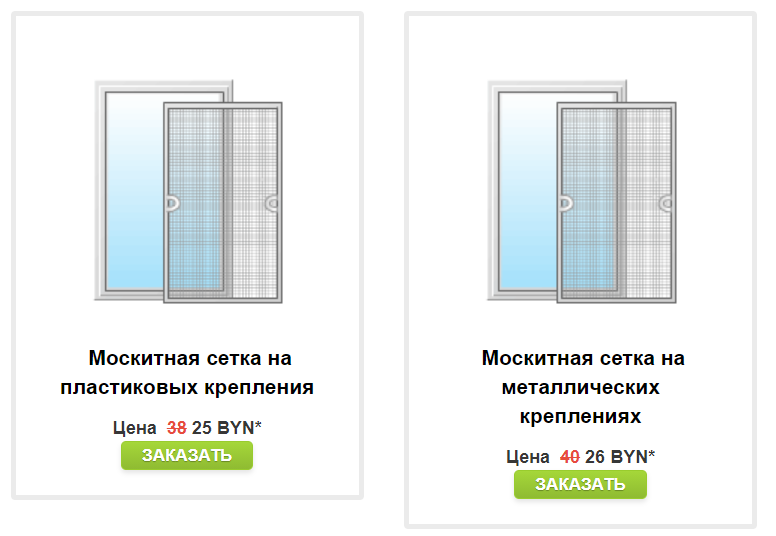 Москитная сетка на
пластиковых крепления
Цена 38 25 BYN*
ЗАКАЗАТЬ
Москитная сетка на
металлических
креплениях
Цена 40 26 BYN*
ЗАКАЗАТЬ